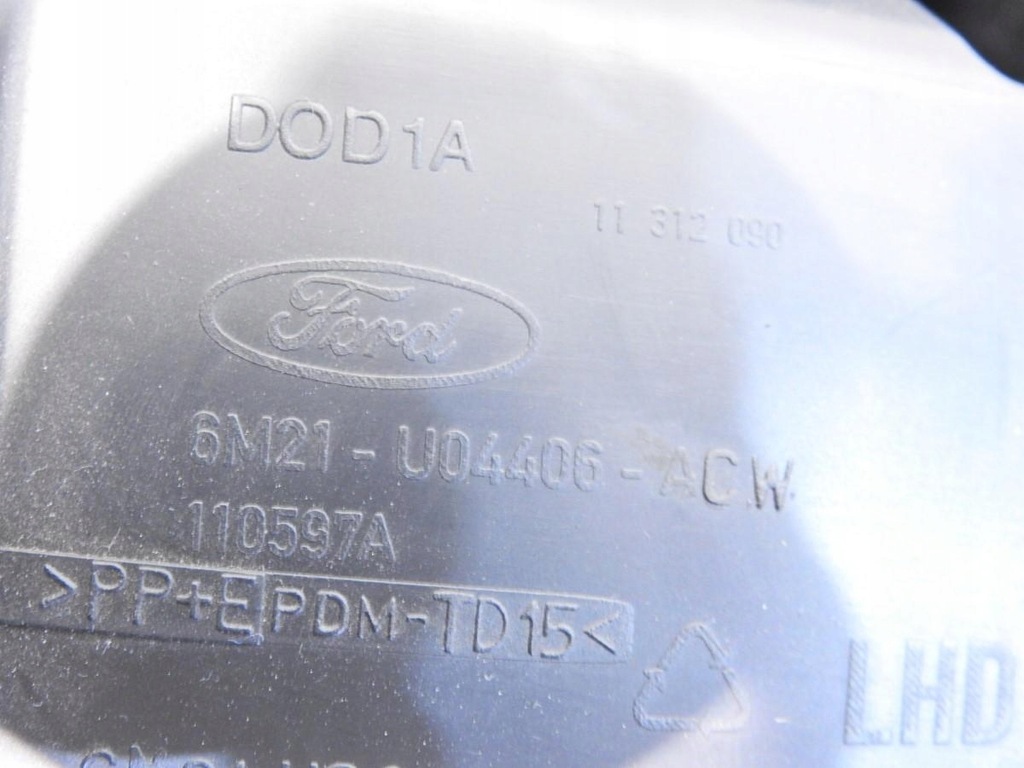 DOD1A
11 312 090
Ford
6M21-U04406-ACW
110597A
>PP+EPDM-TD15<
LHD